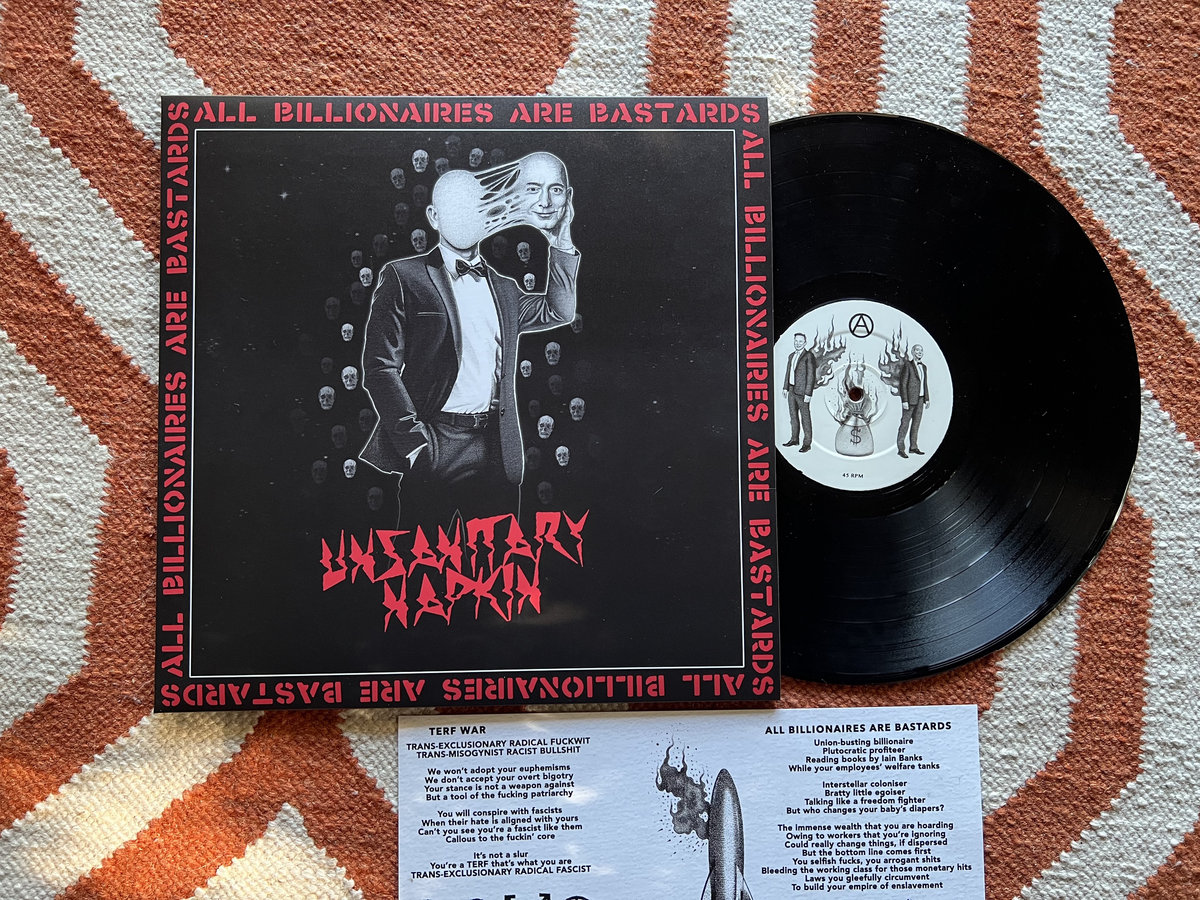 ALL BILLIONAIRES ARE BASTARDS
ALL BILLIONAIRES ARE BASTARDS
ALL BILLIONAIRES ARE BASTARDS
ALL BILLIONAIRES ARE BASTARDS
UNSANITARY
NAPKIN
A
$
45 RPM
TERF WAR
TRANS-EXCLUSIONARY RADICAL FUCKWIT
TRANS-MISOGYNIST RACIST BULLSHIT
We won't adopt your euphemisms
We don't accept your overt bigotry
Your stance is not a weapon against
But a tool of the fucking patriarchy
You will conspire with fascists
When their hate is aligned with yours
Can't you see you're a fascist like them
Callous to the fuckin' core
It's not a slur
You're a TERF that's what you are
TRANS-EXCLUSIONARY RADICAL FASCIST
ALL BILLIONAIRES ARE BASTARDS
Union-busting billionaire
Plutocratic profiteer
Reading books by Iain Banks
While your employees' welfare tanks
Interstellar coloniser
Bratty little egoiser
Talking like a freedom fighter
But who changes your baby's diapers?
The immense wealth that you are hoarding
Owing to workers that you're ignoring
Could really change things, if dispersed
But the bottom line comes first
You selfish fucks, you arrogant shits
Bleeding the working class for those monetary hits
Laws you gleefully circumvent
To build your empire of enslavement